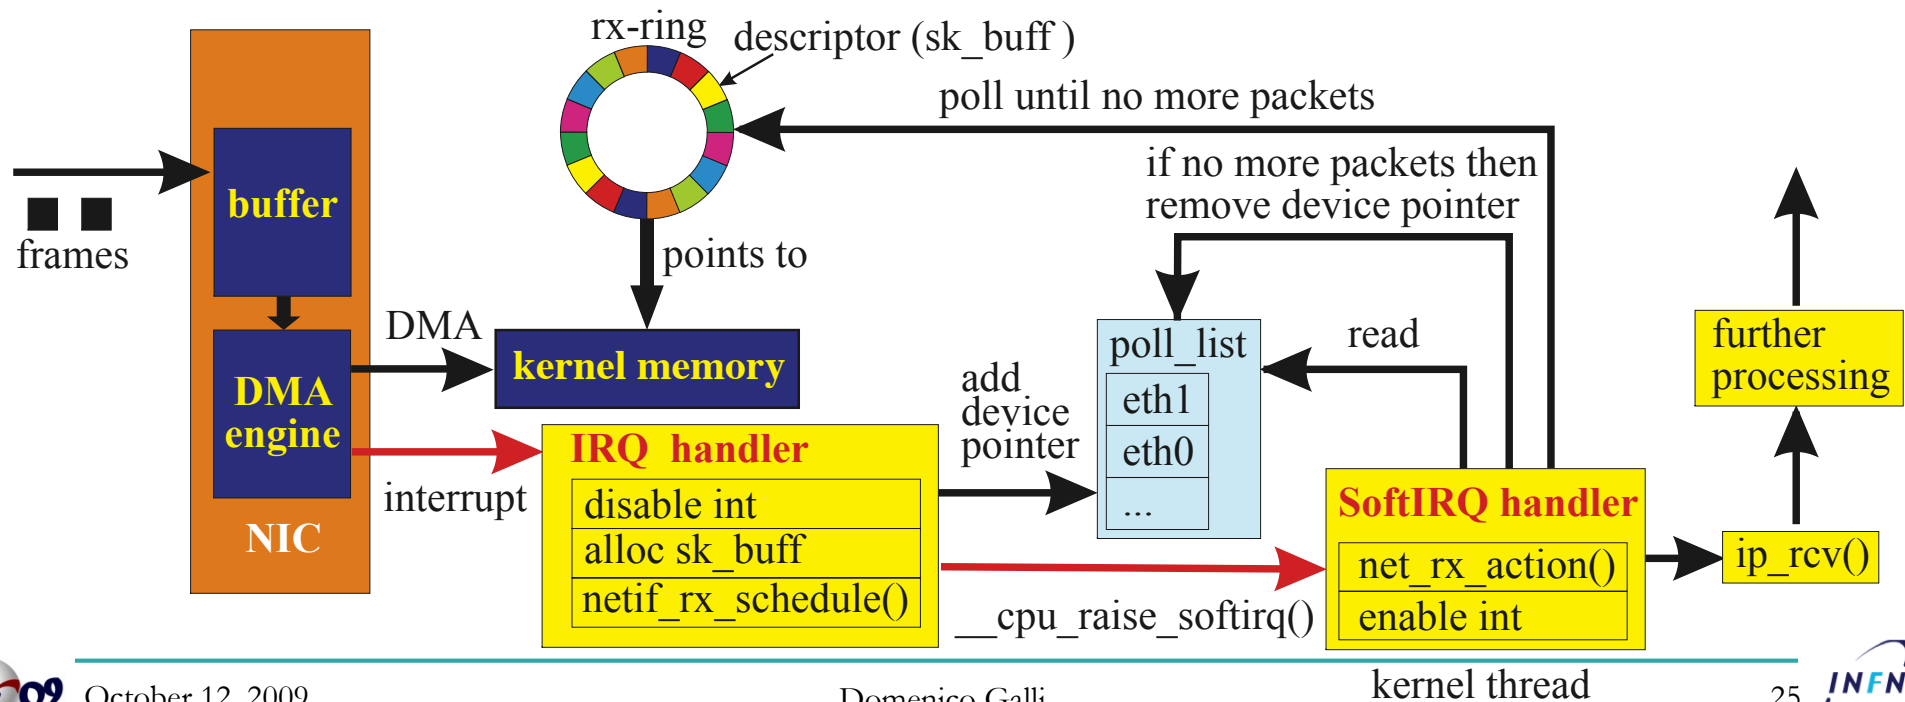 rx-ring
descriptor (sk_buff )
poll until no more packets
if no more packets then
remove device pointer
buffer
frames
points to
DMA
kernel memory
DMA
engine
poll_list
eth1
eth0
...
read
add
device
pointer
further
processing
interrupt
IRQ handler
disable int
alloc sk_buff
netif_rx_schedule()
NIC
SoftIRQ handler
net_rx_action()
enable int
ip_rcv()
__cpu_raise_softirq()
kernel thread
09
October 12, 2009
Domenico Galli
25
INFN